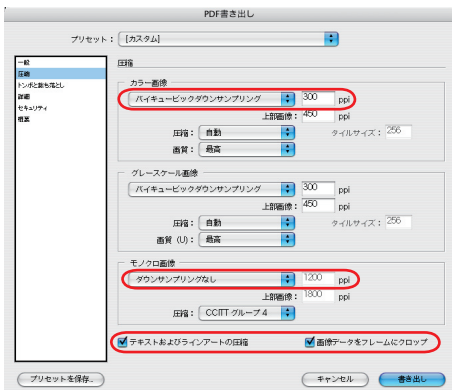 PDF書き出し
プリセット： [カスタム]
一般
圧縮
トンボと断ち落とし
詳細
セキュリティ
概要
圧縮
カラー画像
バイキュービックダウンサンプリング 300 ppi
上部画像： 450 ppi
圧縮： 自動 タイルサイズ： 256
画質： 最高
グレースケール画像
バイキュービックダウンサンプリング 300 ppi
上部画像： 450 ppi
圧縮： 自動 タイルサイズ： 256
画質 (U)： 最高
モノクロ画像
ダウンサンプリングなし 1200 ppi
上部画像： 1800 ppi
圧縮： CCITT グループ 4
テキストおよびラインアートの圧縮 画像データをフレームにクロップ
プリセットを保存... キャンセル 書き出し